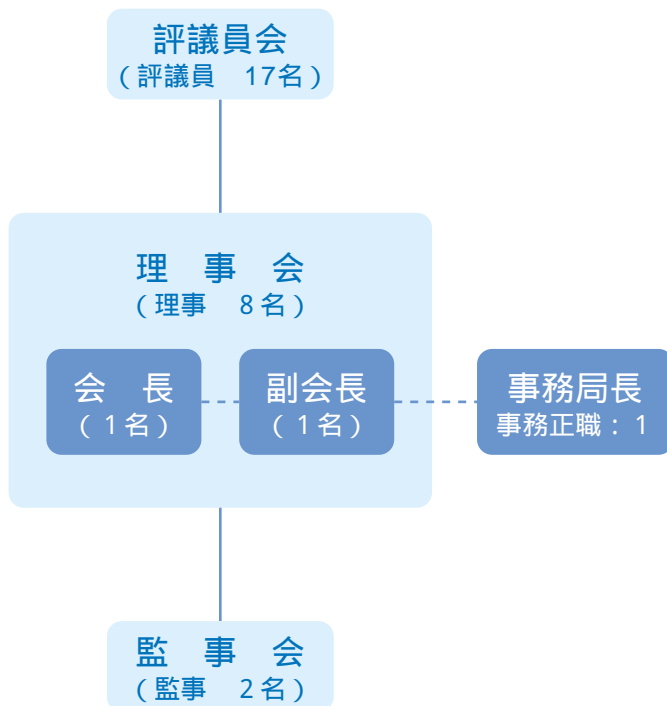 評議員会
（評議員　17名）
理　事　会
（理事　8名）
会　長
（1名）
副会長
（1名）
事務局長
事務正職：1
監　事　会
（監事　2名）